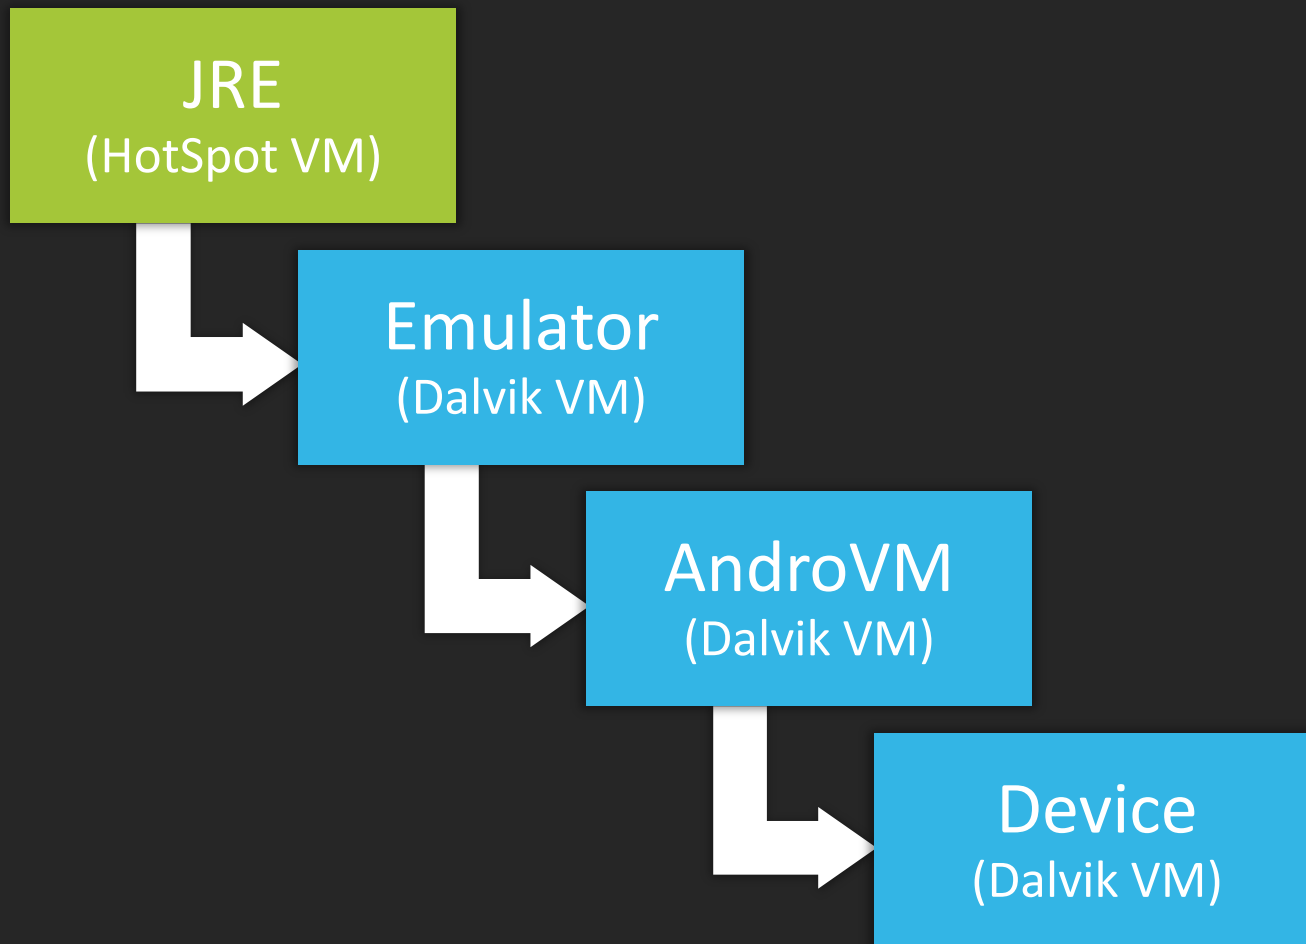 JRE
(HotSpot VM)
Emulator
(Dalvik VM)
AndroVM
(Dalvik VM)
Device
(Dalvik VM)